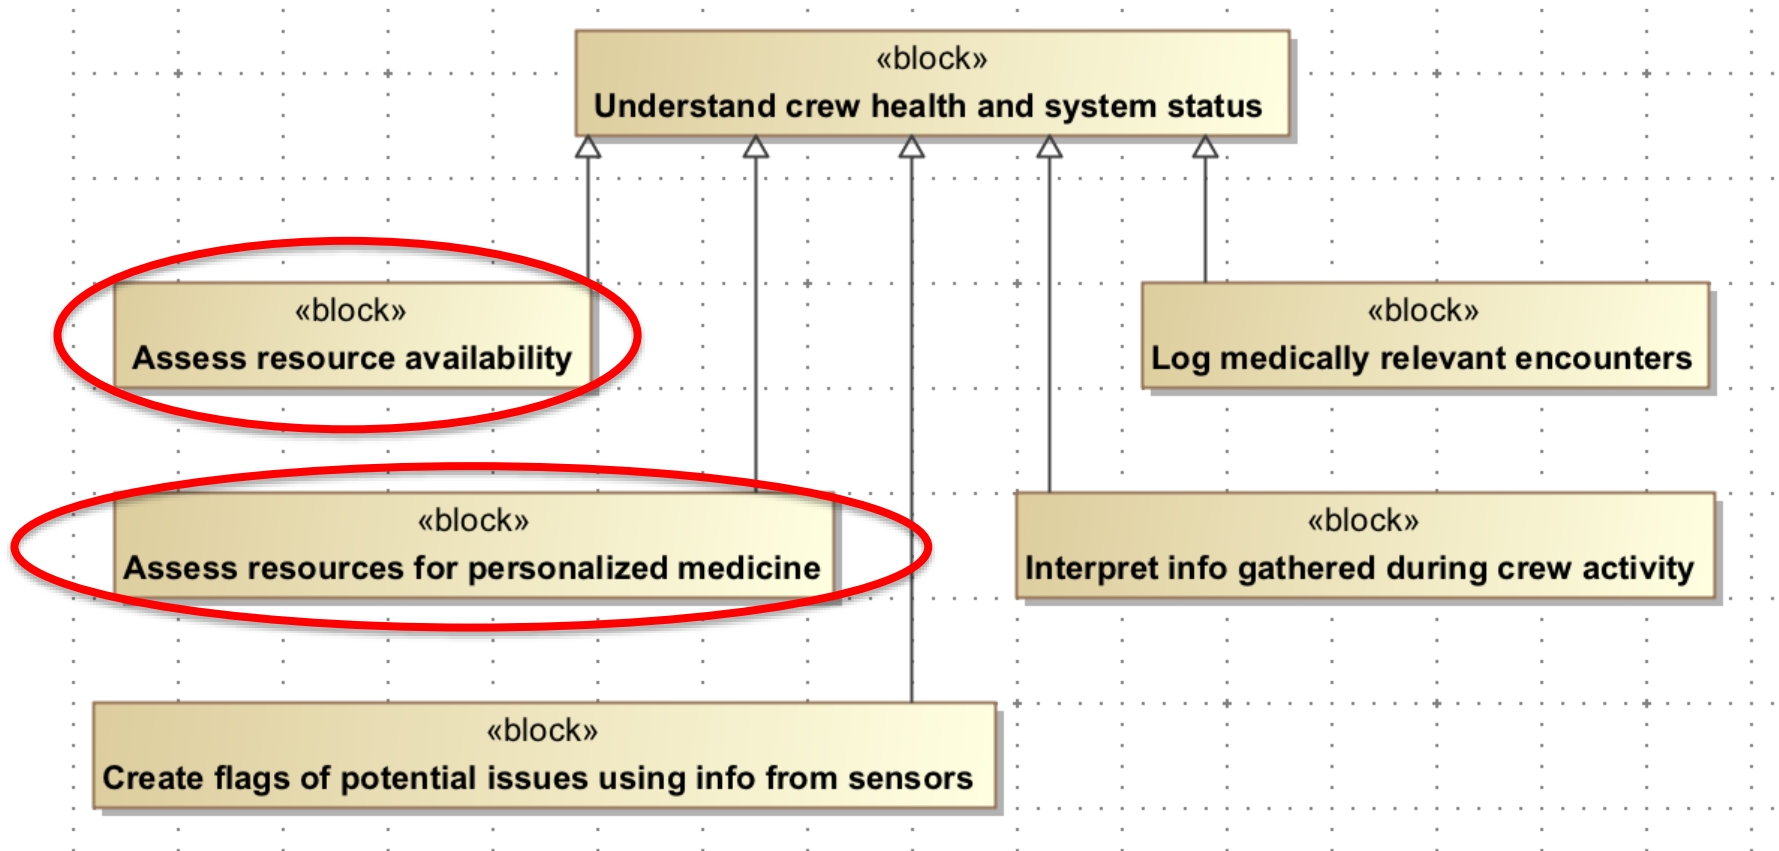 «block»
Understand crew health and system status
«block»
Assess resource availability
«block»
Log medically relevant encounters
«block»
Assess resources for personalized medicine
«block»
Interpret info gathered during crew activity
«block»
Create flags of potential issues using info from sensors